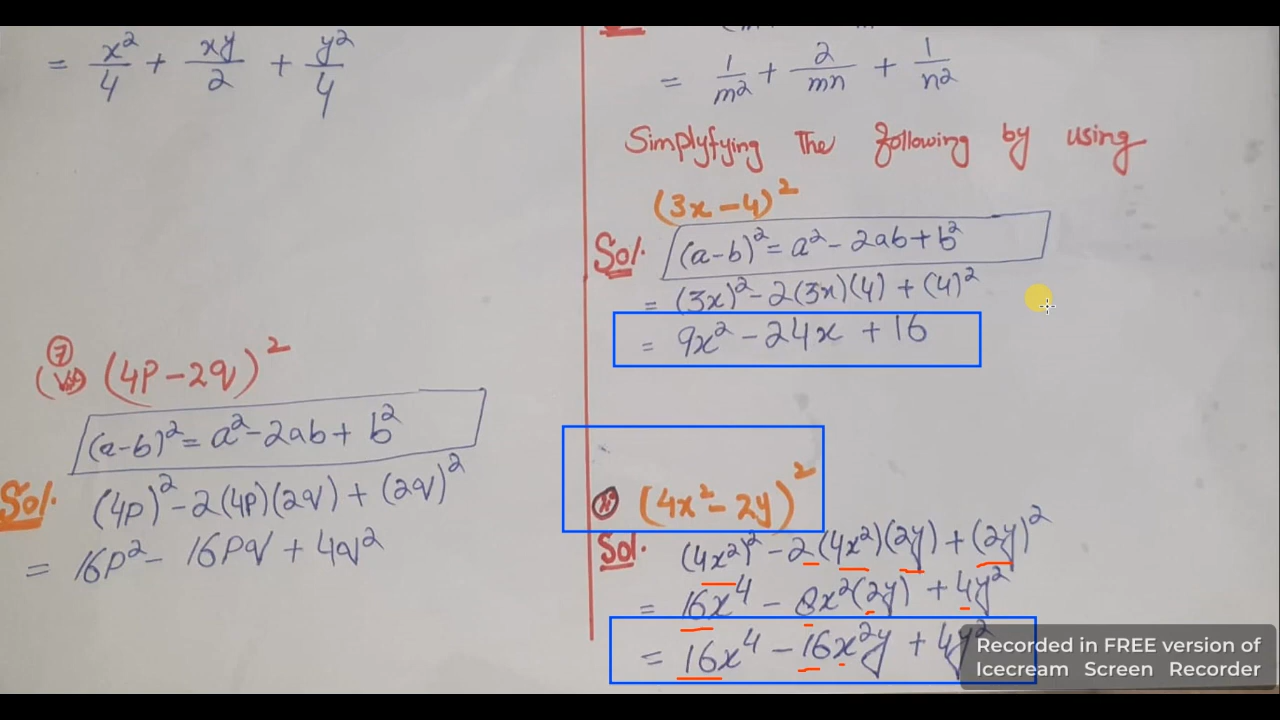 = x²/4 + xy/2 + y²/4
⑦
(4p - 2q)²
(a-b)² = a² - 2ab + b²
Sol. (4p)² - 2(4p)(2q) + (2q)²
= 16p² - 16pq + 4q²
= 1/m² + 2/mn + 1/n²
Simplyfying The following by using
(3x - 4)²
Sol. (a-b)² = a² - 2ab + b²
= (3x)² - 2(3x)(4) + (4)²
= 9x² - 24x + 16
(4x² - 2y)²
Sol. (4x²)² - 2(4x²)(2y) + (2y)²
= 16x⁴ - 8x²(2y) + 4y²
= 16x⁴ - 16x²y + 4y²
Recorded in FREE version of
Icecream Screen Recorder